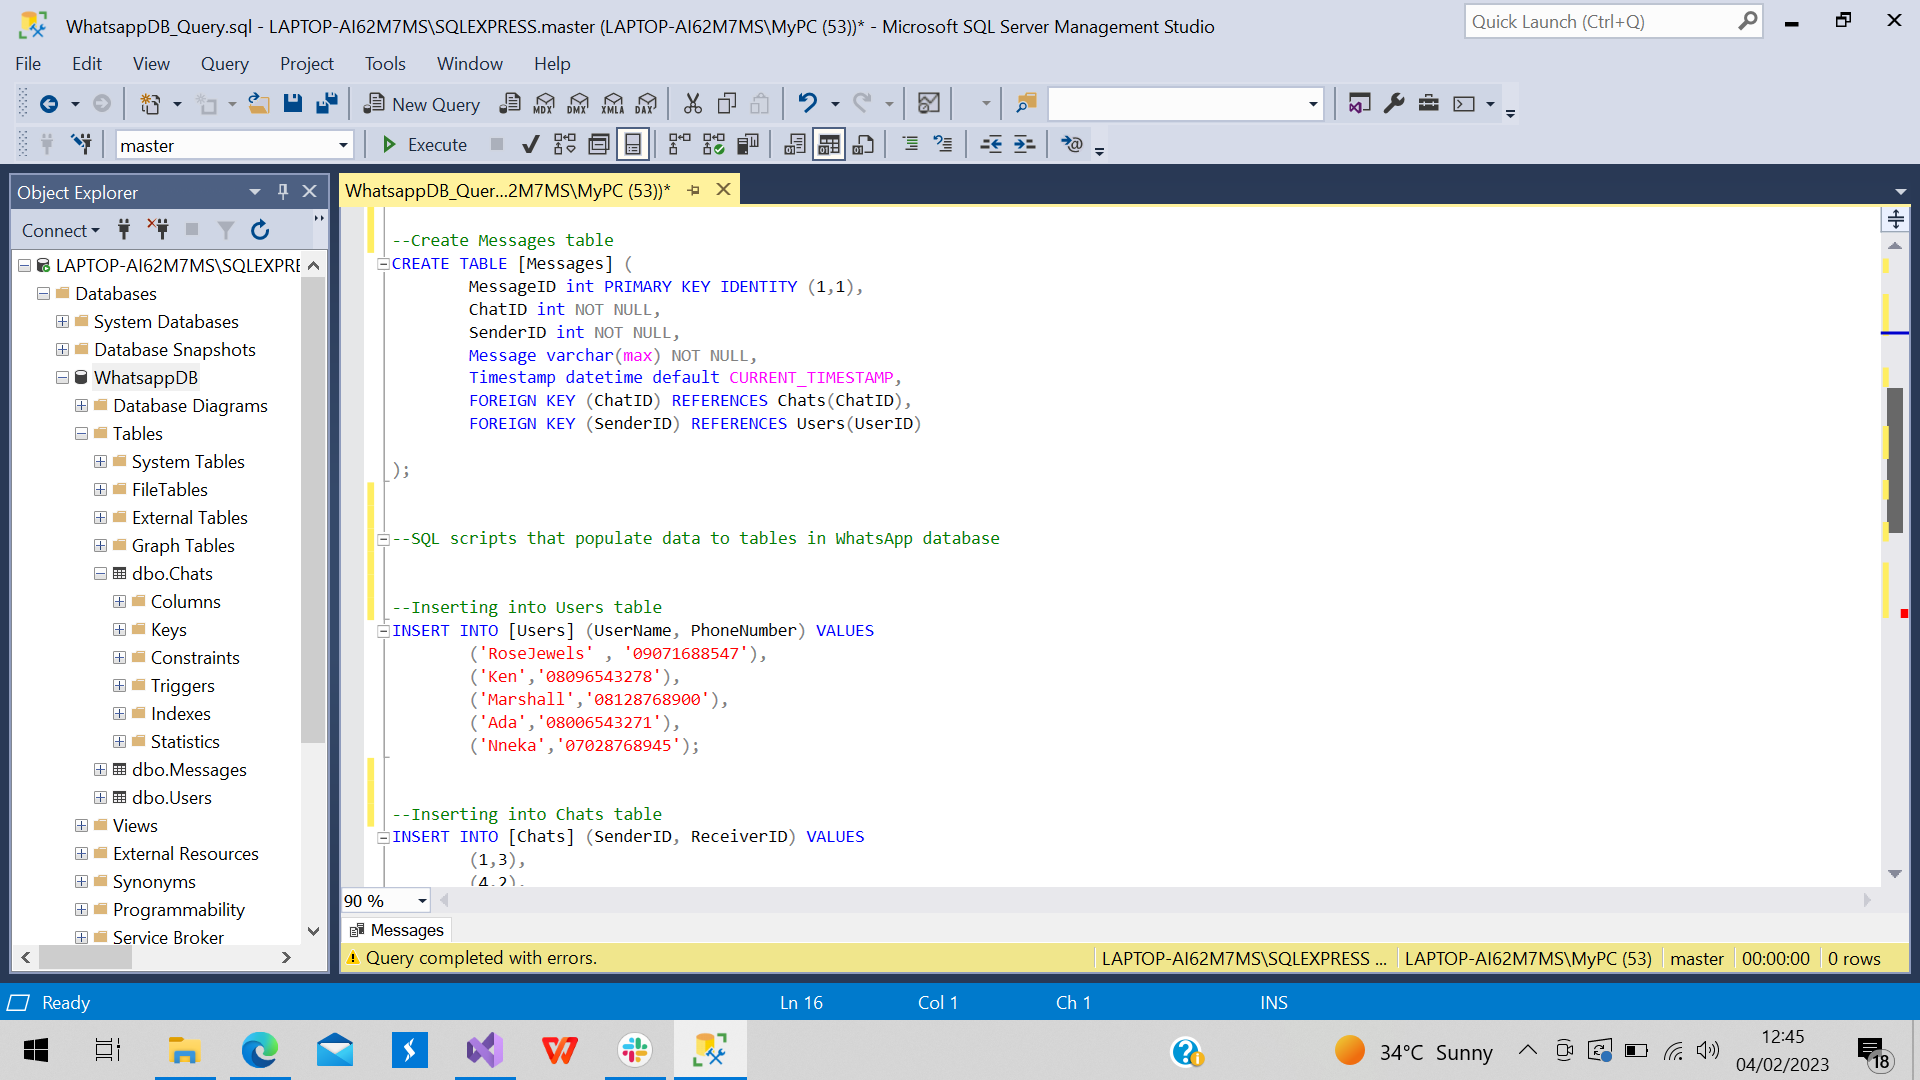 WhatsappDB_Query.sql - LAPTOP-AI62M7MS\SQLEXPRESS.master (LAPTOP-AI62M7MS\MyPC (53))* - Microsoft SQL Server Management Studio
Quick Launch (Ctrl+Q)
File Edit View Query Project Tools Window Help
New Query MDX DMX XMLA DAX
master Execute
Object Explorer
WhatsappDB_Quer...2M7MS\MyPC (53))*
Connect
LAPTOP-AI62M7MS\SQLEXPRE
Databases
System Databases
Database Snapshots
WhatsappDB
Database Diagrams
Tables
System Tables
FileTables
External Tables
Graph Tables
dbo.Chats
Columns
Keys
Constraints
Triggers
Indexes
Statistics
dbo.Messages
dbo.Users
Views
External Resources
Synonyms
Programmability
Service Broker
--Create Messages table
CREATE TABLE [Messages] (
MessageID int PRIMARY KEY IDENTITY (1,1),
ChatID int NOT NULL,
SenderID int NOT NULL,
Message varchar(max) NOT NULL,
Timestamp datetime default CURRENT_TIMESTAMP,
FOREIGN KEY (ChatID) REFERENCES Chats(ChatID),
FOREIGN KEY (SenderID) REFERENCES Users(UserID)
);
--SQL scripts that populate data to tables in WhatsApp database
--Inserting into Users table
INSERT INTO [Users] (UserName, PhoneNumber) VALUES
('RoseJewels' , '09071688547'),
('Ken','08096543278'),
('Marshall','08128768900'),
('Ada','08006543271'),
('Nneka','07028768945');
--Inserting into Chats table
INSERT INTO [Chats] (SenderID, ReceiverID) VALUES
(1,3),
(4,2),
90 %
Messages
Query completed with errors.
LAPTOP-AI62M7MS\SQLEXPRESS ... LAPTOP-AI62M7MS\MyPC (53) master 00:00:00 0 rows
Ready Ln 16 Col 1 Ch 1 INS
34°C Sunny
12:45
04/02/2023
18